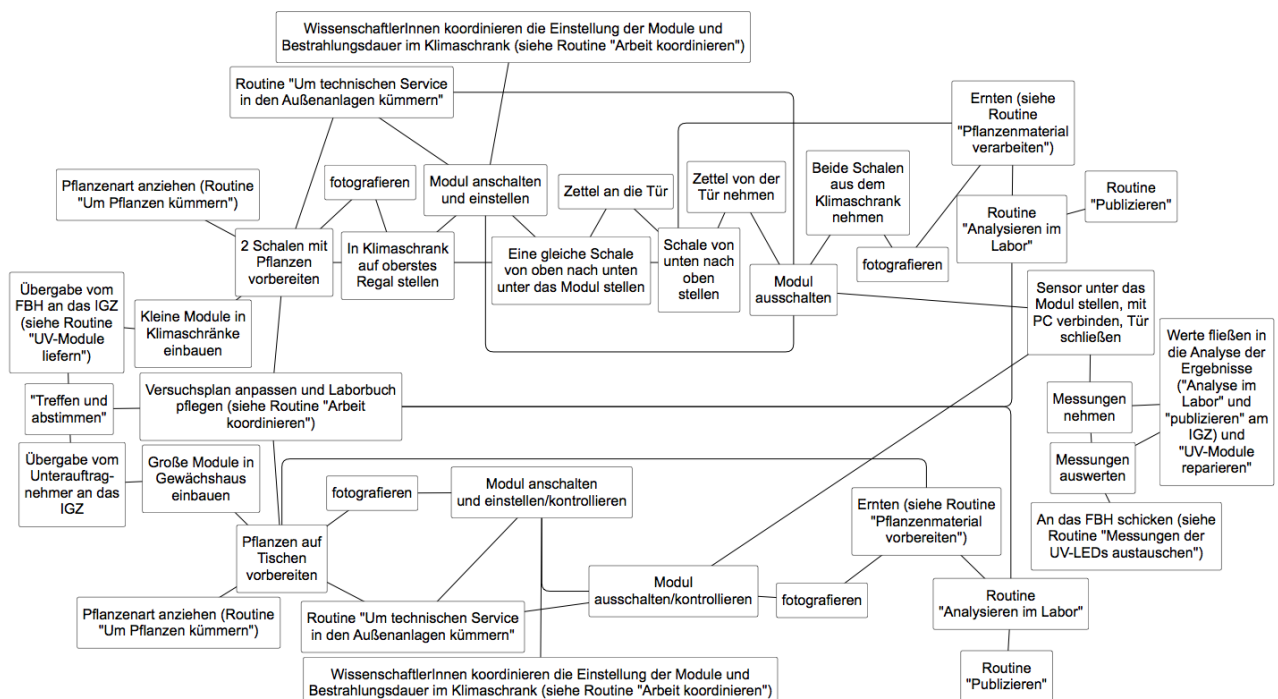 WissenschaftlerInnen koordinieren die Einstellung der Module und
Bestrahlungsdauer im Klimaschrank (siehe Routine "Arbeit koordinieren")
Routine "Um technischen Service
in den Außenanlagen kümmern"
Ernten (siehe
Routine
"Pflanzenmaterial
verarbeiten")
Pflanzenart anziehen (Routine
"Um Pflanzen kümmern")
fotografieren
Modul anschalten
und einstellen
Zettel an die Tür
Zettel von der
Tür nehmen
Beide Schalen
aus dem
Klimaschrank
nehmen
Routine
"Publizieren"
Routine
"Analysieren im
Labor"
2 Schalen mit
Pflanzen
vorbereiten
In Klimaschrank
auf oberstes
Regal stellen
Eine gleiche Schale
von oben nach unten
unter das Modul stellen
Schale von
unten nach
oben
stellen
fotografieren
Modul
ausschalten
Übergabe vom
FBH an das IGZ
(siehe Routine
"UV-Module
liefern")
Kleine Module in
Klimaschränke
einbauen
Sensor unter das
Modul stellen, mit
PC verbinden, Tür
schließen
Werte fließen in
die Analyse der
Ergebnisse
("Analyse im
Labor" und
"publizieren" am
IGZ) und
"UV-Module
reparieren"
"Treffen und
abstimmen"
Versuchsplan anpassen und Laborbuch
pflegen (siehe Routine "Arbeit
koordinieren")
Messungen
nehmen
Übergabe vom
Unterauftrag-
nehmer an das
IGZ
Große Module in
Gewächshaus
einbauen
Messungen
auswerten
fotografieren
Modul anschalten
und einstellen/kontrollieren
Ernten (siehe Routine
"Pflanzenmaterial
vorbereiten")
An das FBH schicken (siehe
Routine "Messungen der
UV-LEDs austauschen")
Pflanzen auf
Tischen
vorbereiten
Modul
ausschalten/kontrollieren
fotografieren
Routine
"Analysieren im Labor"
Pflanzenart anziehen (Routine
"Um Pflanzen kümmern")
Routine "Um technischen Service
in den Außenanlagen kümmern"
WissenschaftlerInnen koordinieren die Einstellung der Module und
Bestrahlungsdauer im Klimaschrank (siehe Routine "Arbeit koordinieren")
Routine
"Publizieren"